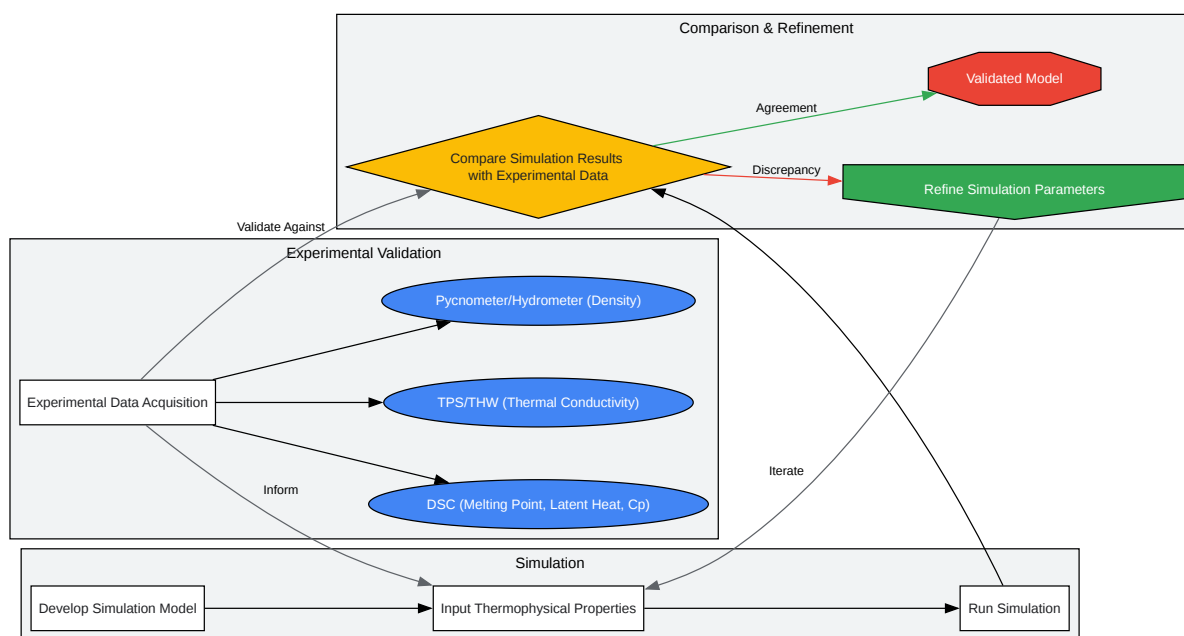 Comparison & Refinement
Validated Model
Agreement
Compare Simulation Results
with Experimental Data
Discrepancy
Refine Simulation Parameters
Validate Against
Experimental Validation
Pycnometer/Hydrometer (Density)
Experimental Data Acquisition
TPS/THW (Thermal Conductivity)
Iterate
Inform
DSC (Melting Point, Latent Heat, Cp)
Simulation
Develop Simulation Model
Input Thermophysical Properties
Run Simulation